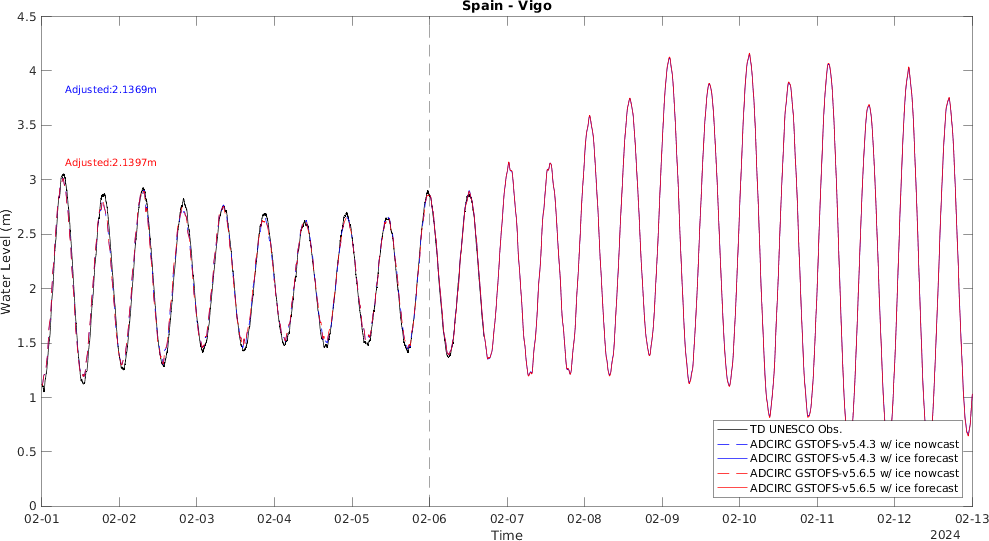 Spain - Vigo
4.5
4
3.5
3
2.5
2
1.5
1
0.5
0
Water Level (m)
Adjusted:2.1369m
Adjusted:2.1397m
TD UNESCO Obs.
ADCIRC GSTOFS-v5.4.3 w/ ice nowcast
ADCIRC GSTOFS-v5.4.3 w/ ice forecast
ADCIRC GSTOFS-v5.6.5 w/ ice nowcast
ADCIRC GSTOFS-v5.6.5 w/ ice forecast
02-01 02-02 02-03 02-04 02-05 02-06 02-07 02-08 02-09 02-10 02-11 02-12 02-13
Time
2024